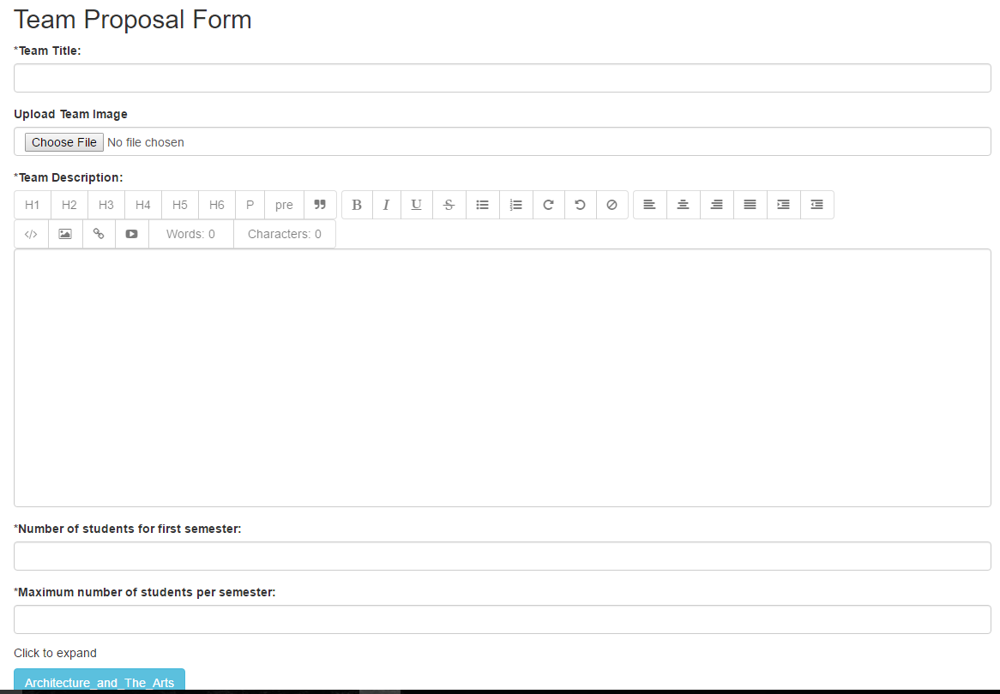 Team Proposal Form
*Team Title:
Upload Team Image
Choose File No file chosen
*Team Description:
H1 H2 H3 H4 H5 H6 P pre B I U S
</> Words: 0 Characters: 0
*Number of students for first semester:
*Maximum number of students per semester:
Click to expand
Architecture_and_The_Arts